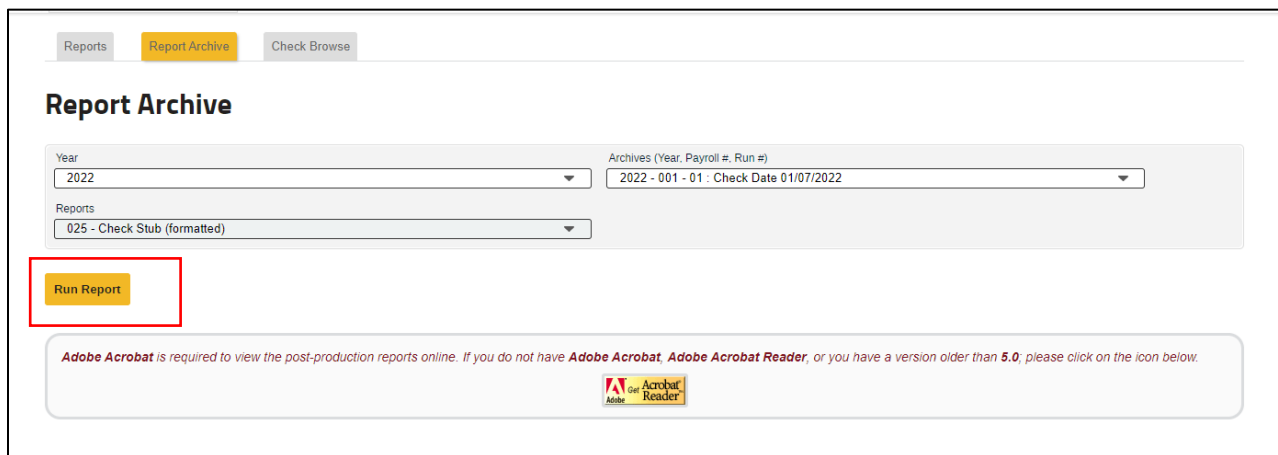 Reports Report Archive Check Browse
Report Archive
Year Archives (Year, Payroll #, Run #)
2022 2022 - 001 - 01 : Check Date 01/07/2022
Reports
025 - Check Stub (formatted)
Run Report
Adobe Acrobat is required to view the post-production reports online. If you do not have Adobe Acrobat, Adobe Acrobat Reader, or you have a version older than 5.0; please click on the icon below.
Adobe Get Acrobat Reader